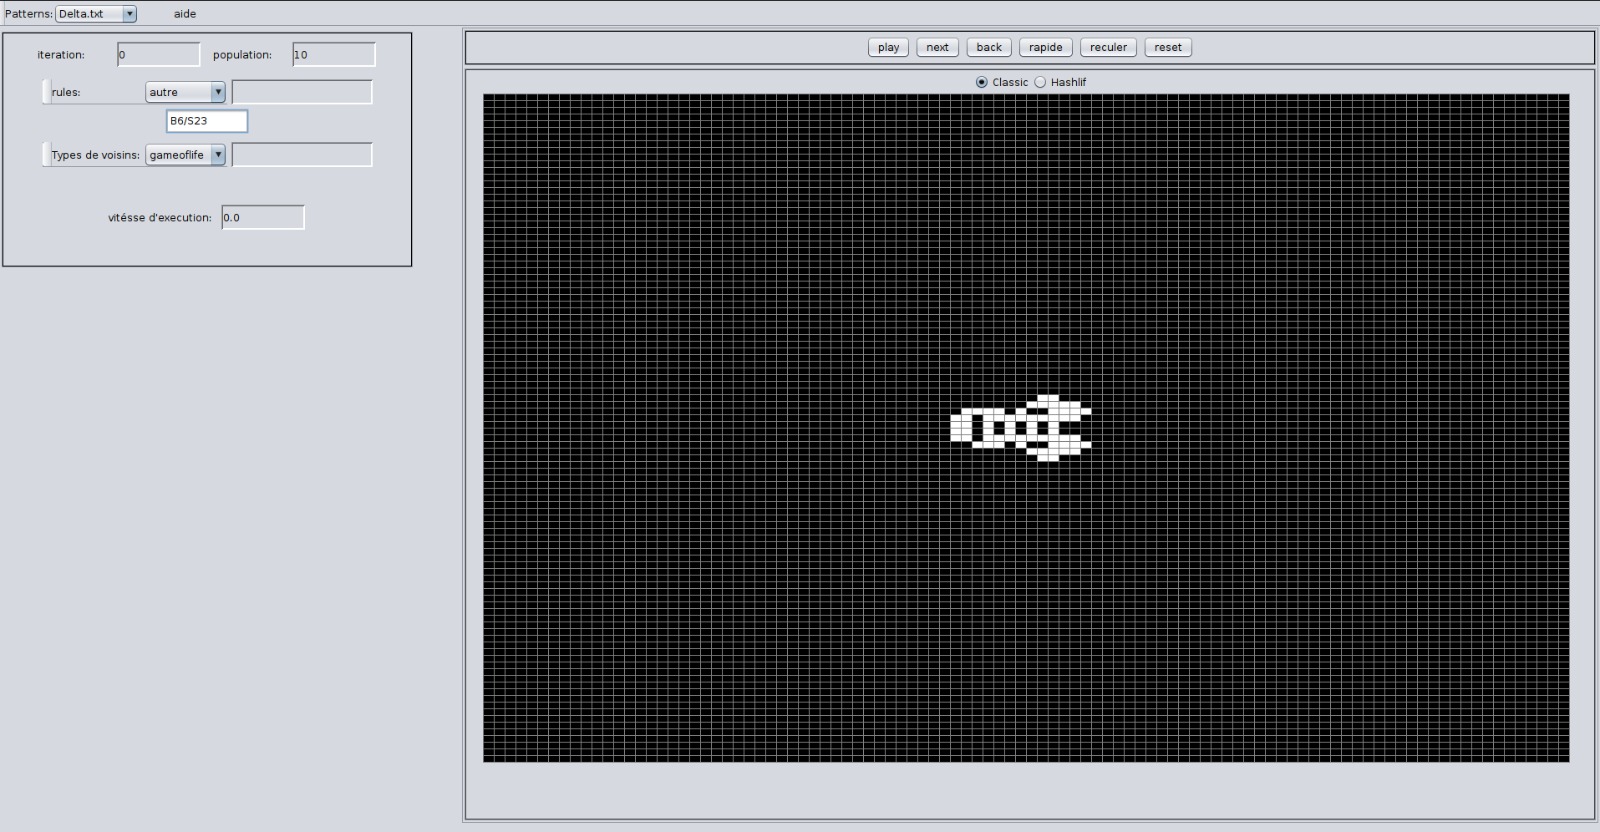 Patterns: Delta.txt aide
iteration: 0 population: 10
rules: autre
B6/S23
Types de voisins: gameoflife
vitésse d'execution: 0.0
play next back rapide reculer reset
Classic Hashlif